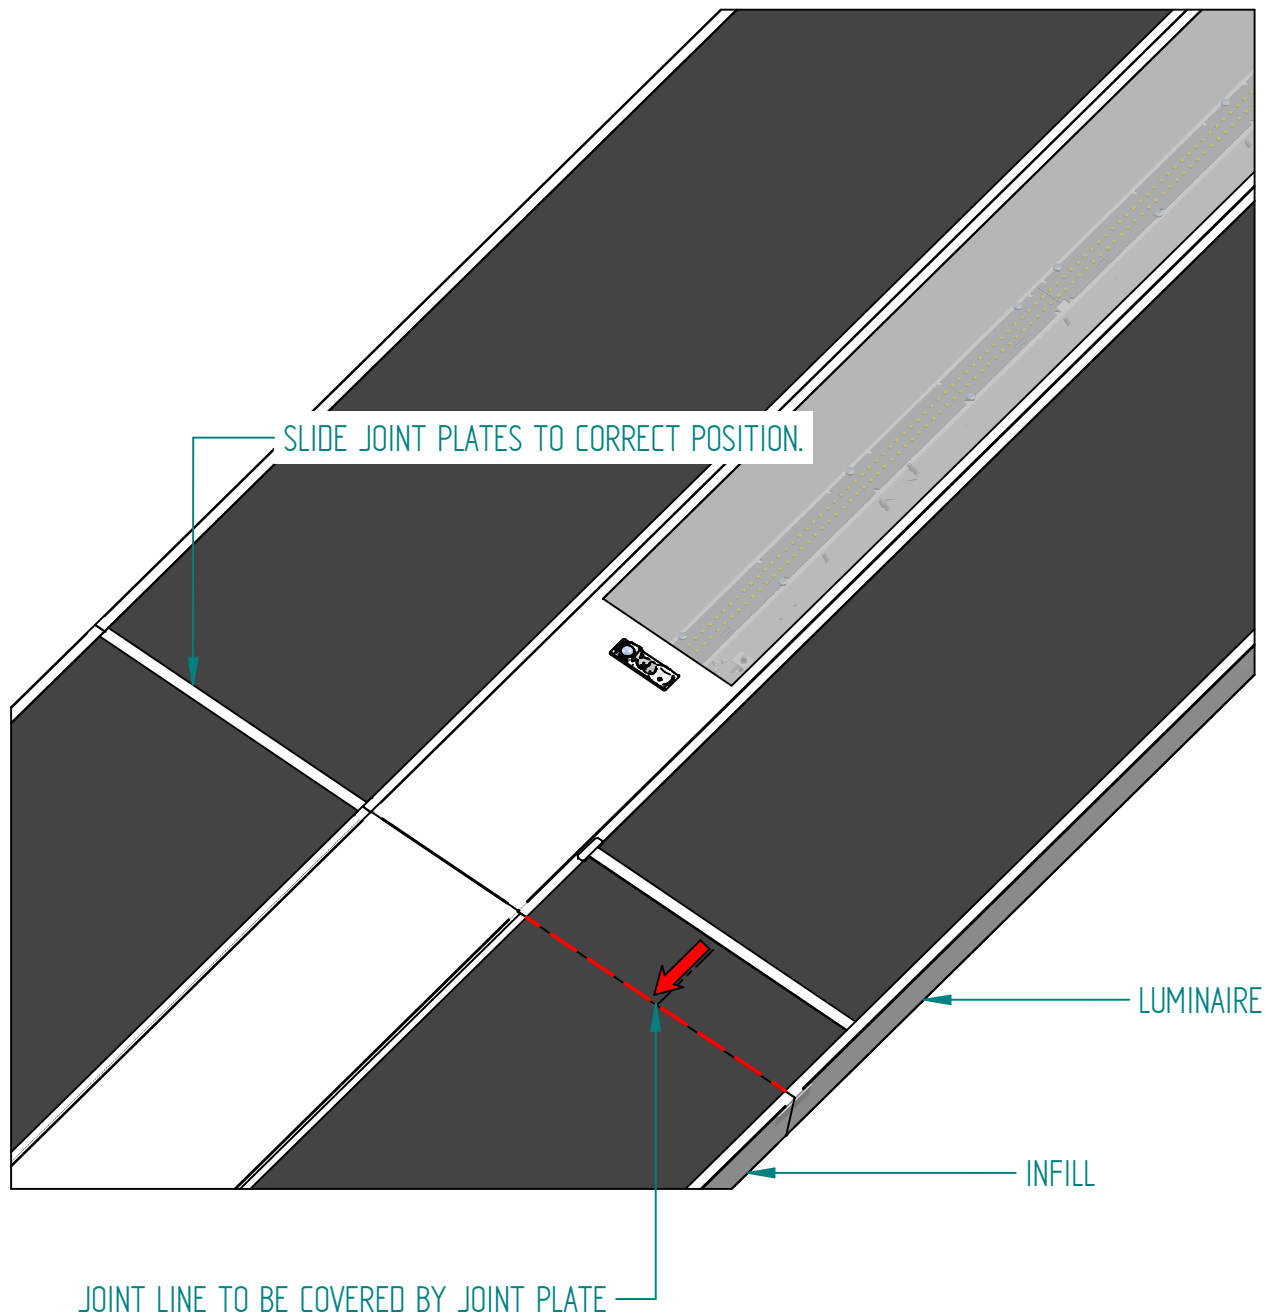 SLIDE JOINT PLATES TO CORRECT POSITION.
LUMINAIRE
INFILL
JOINT LINE TO BE COVERED BY JOINT PLATE